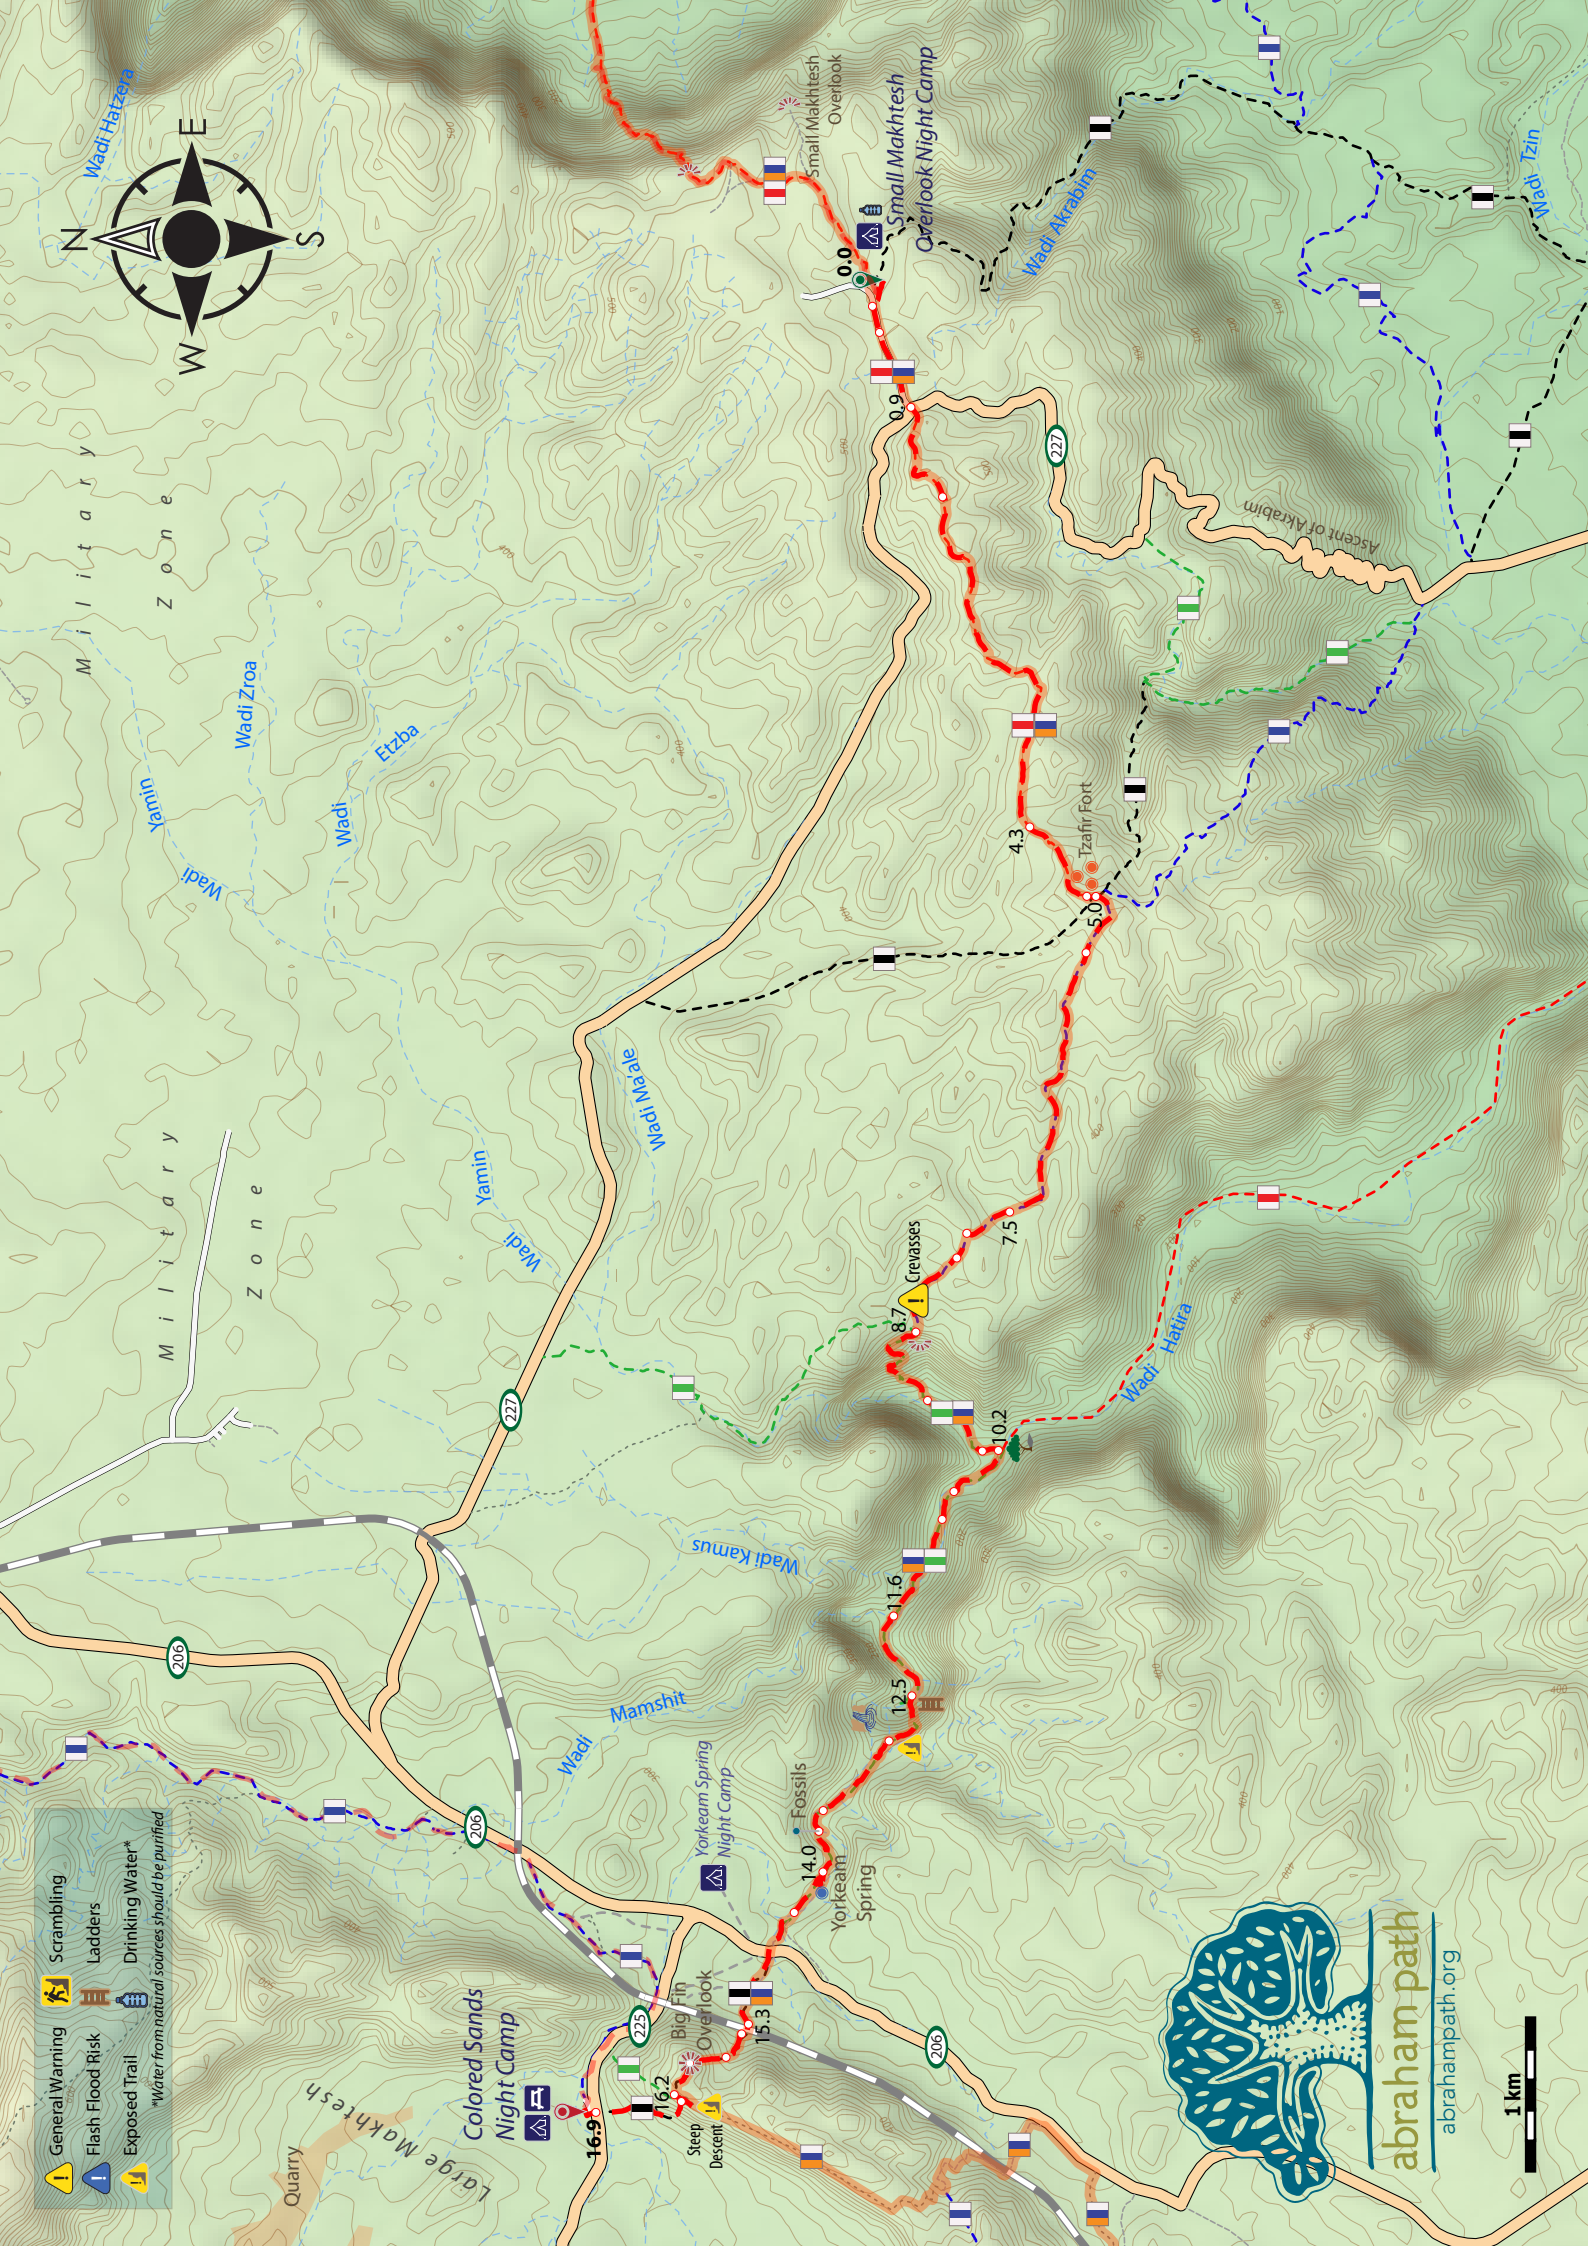 N
E
S
W
Wadi Hatzera
Military
Zone
Small Makhtesh
Overlook
Small Makhtesh
Overlook Night Camp
0.0
Wadi Akrabim
Wadi Tzin
0.9
227
Ascent of Akrabim
500
500
500
400
400
400
Wadi Zroa
Yamin
Wadi
Etzba
Wadi
4.3
Tzafir Fort
5.0
Military
Zone
Wadi Ma'ale
Yamin
Wadi
7.5
Crevasses
8.7
Wadi Hatira
10.2
227
Wadi Kamus
11.6
206
12.5
Wadi Mamshit
Fossils
14.0
Yorkeam
Spring
Yorkeam Spring
Night Camp
206
Big Fin
Overlook
15.3
225
206
Colored Sands
Night Camp
16.2
16.9
Steep
Descent
Large Makhtesh
Quarry
General Warning
Scrambling
Flash Flood Risk
Ladders
Exposed Trail
Drinking Water*
*Water from natural sources should be purified
abraham path
abrahampath.org
1 km